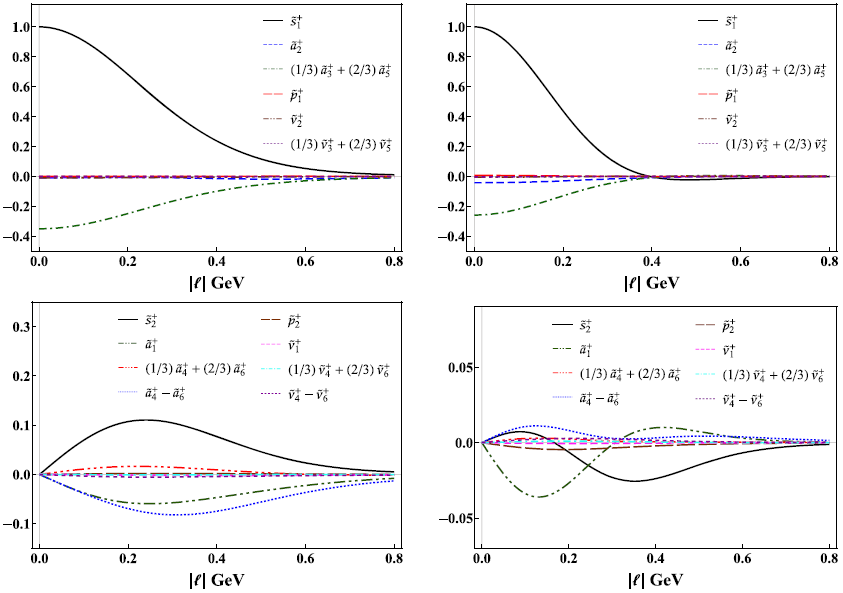 1.0
0.8
0.6
0.4
0.2
0.0
−0.2
−0.4
s̃₁⁺
ã₂⁺
(1/3) ã₃⁺ + (2/3) ã₅⁺
p̃₁⁺
ṽ₂⁺
(1/3) ṽ₃⁺ + (2/3) ṽ₅⁺
0.0 0.2 0.4 0.6 0.8
|ℓ| GeV
1.0
0.8
0.6
0.4
0.2
0.0
−0.2
−0.4
s̃₁⁺
ã₂⁺
(1/3) ã₃⁺ + (2/3) ã₅⁺
p̃₁⁺
ṽ₂⁺
(1/3) ṽ₃⁺ + (2/3) ṽ₅⁺
0.0 0.2 0.4 0.6 0.8
|ℓ| GeV
0.3
0.2
0.1
0.0
−0.1
s̃₂⁺ p̃₂⁺
ã₁⁺ ṽ₁⁺
(1/3) ã₄⁺ + (2/3) ã₆⁺ (1/3) ṽ₄⁺ + (2/3) ṽ₆⁺
ã₄⁺ − ã₆⁺ ṽ₄⁺ − ṽ₆⁺
0.0 0.2 0.4 0.6 0.8
|ℓ| GeV
0.05
0.0
−0.05
s̃₂⁺ p̃₂⁺
ã₁⁺ ṽ₁⁺
(1/3) ã₄⁺ + (2/3) ã₆⁺ (1/3) ṽ₄⁺ + (2/3) ṽ₆⁺
ã₄⁺ − ã₆⁺ ṽ₄⁺ − ṽ₆⁺
0.0 0.2 0.4 0.6 0.8
|ℓ| GeV